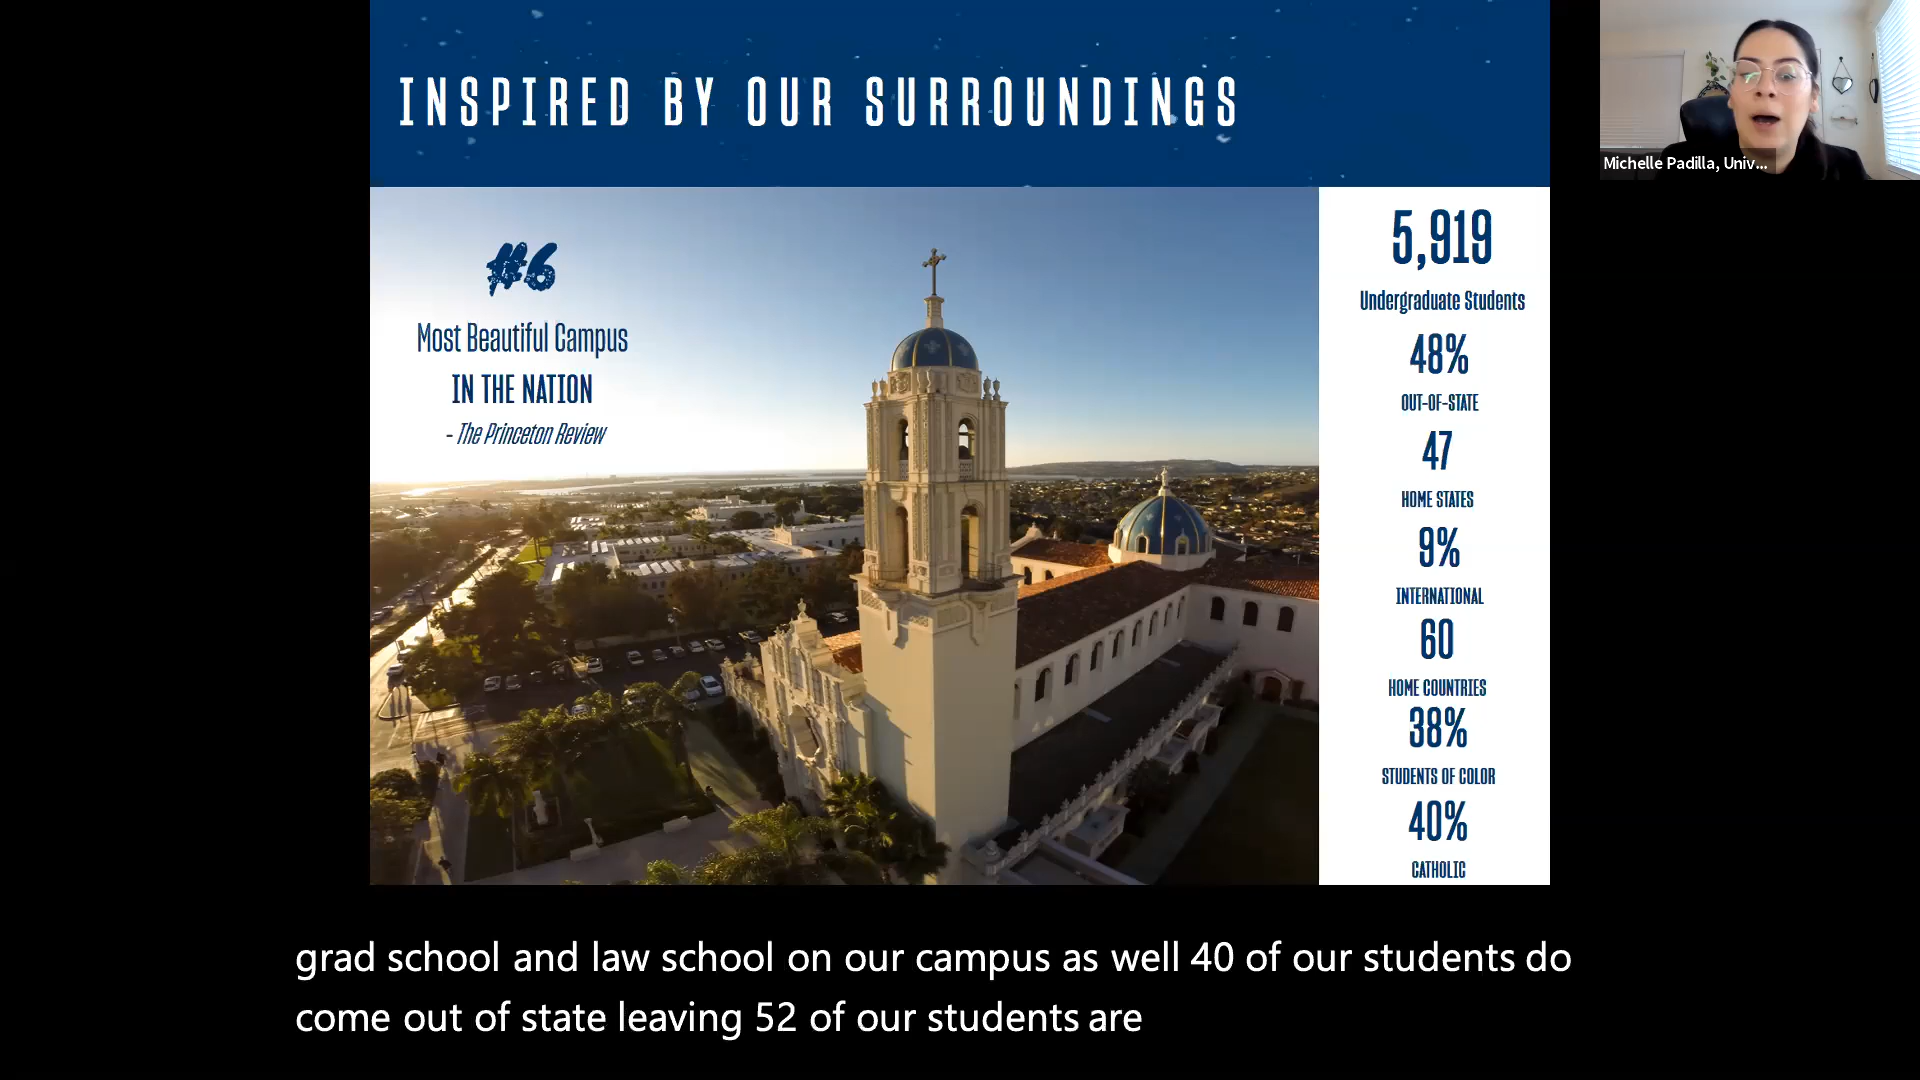 INSPIRED BY OUR SURROUNDINGS
Michelle Padilla, Univ...
#6
Most Beautiful Campus
IN THE NATION
- The Princeton Review
5,919
Undergraduate Students
48%
OUT-OF-STATE
47
HOME STATES
9%
INTERNATIONAL
60
HOME COUNTRIES
38%
STUDENTS OF COLOR
40%
CATHOLIC
grad school and law school on our campus as well 40 of our students do
come out of state leaving 52 of our students are